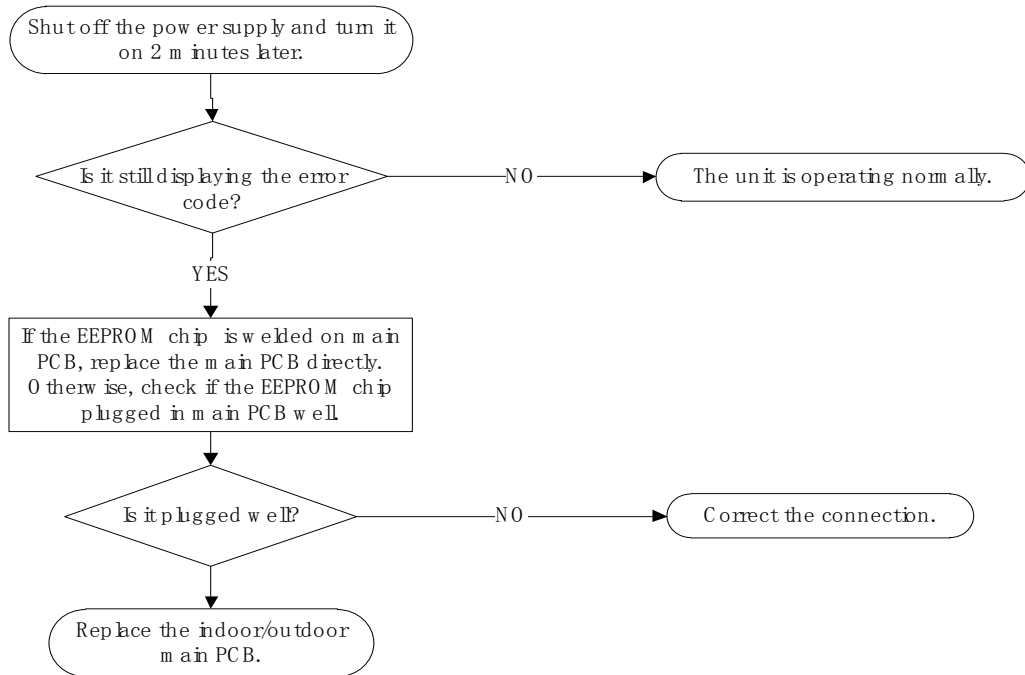 Shut off the power supply and turn it
on 2 minutes later.
Is it still displaying the error
code?
NO
The unit is operating normally.
YES
If the EEPROM chip is welded on main
PCB, replace the main PCB directly.
Otherwise, check if the EEPROM chip
plugged in main PCB well.
Is it plugged well?
NO
Correct the connection.
Replace the indoor/outdoor
main PCB.